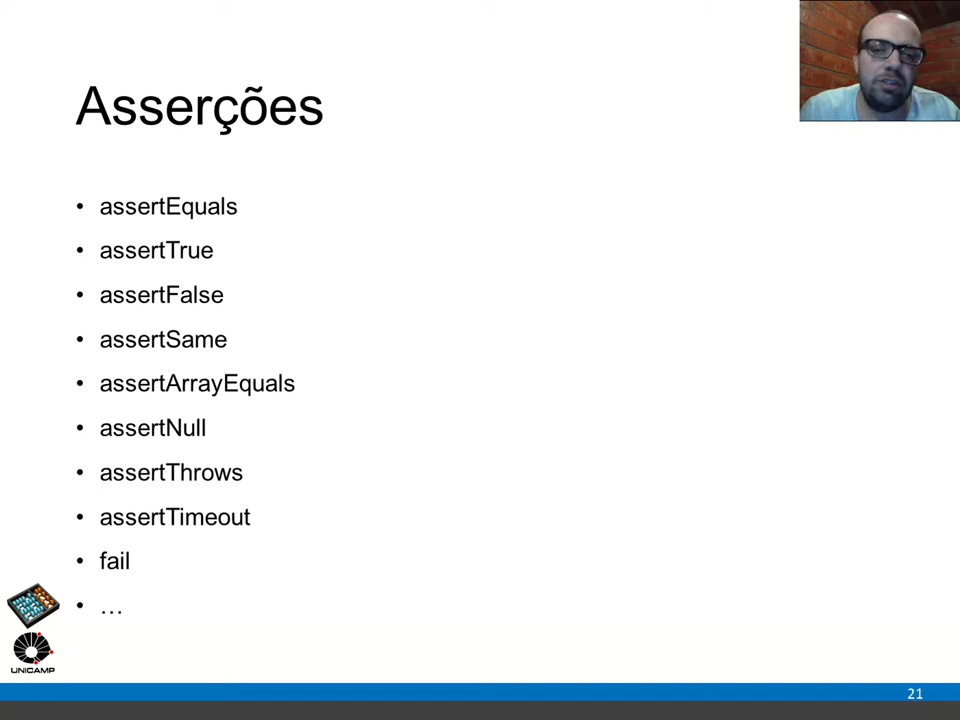 Asserções
• assertEquals
• assertTrue
• assertFalse
• assertSame
• assertArrayEquals
• assertNull
• assertThrows
• assertTimeout
• fail
• …
UNICAMP
21